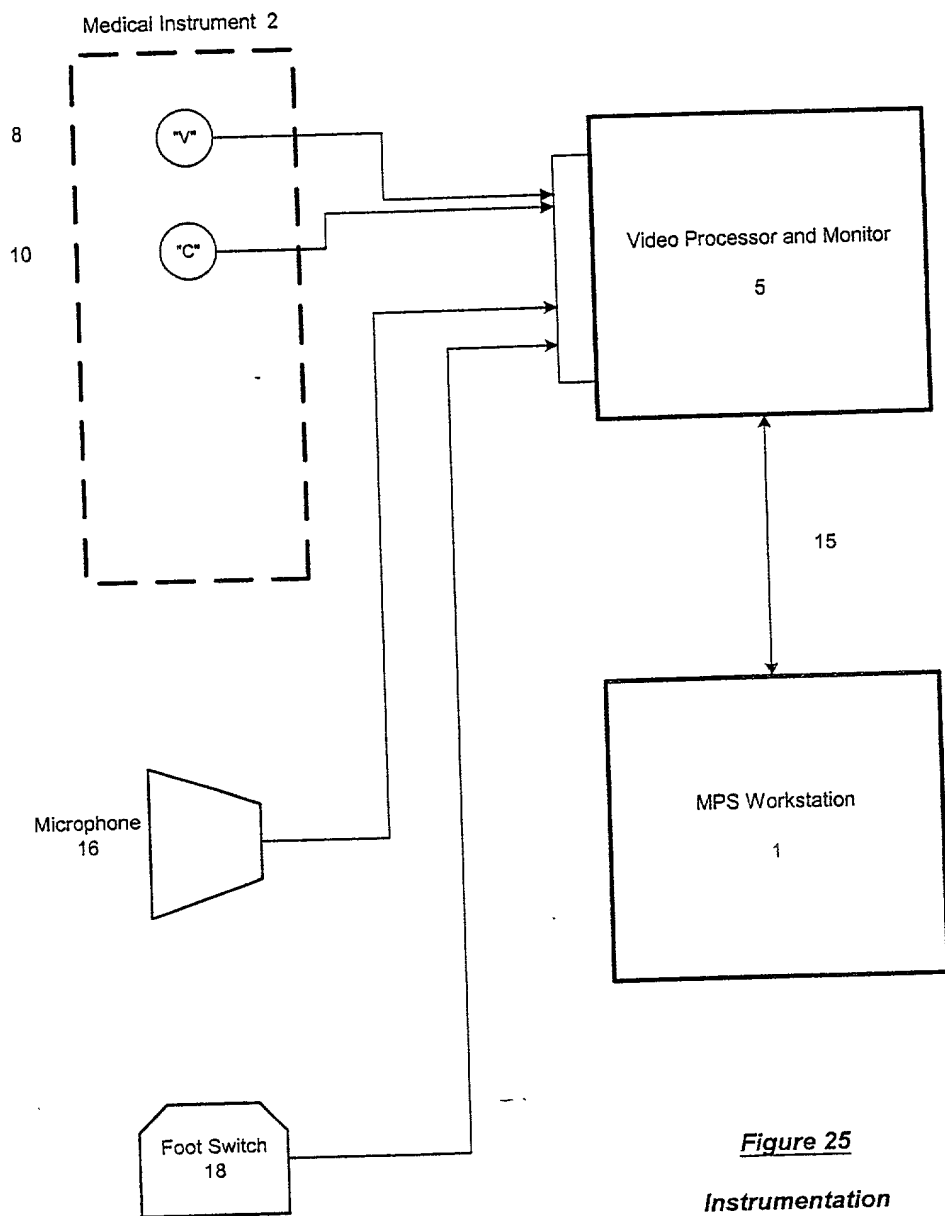 Medical Instrument 2
8
"V"
10
"C"
Video Processor and Monitor
5
15
MPS Workstation
1
Microphone
16
Foot Switch
18
Figure 25
Instrumentation